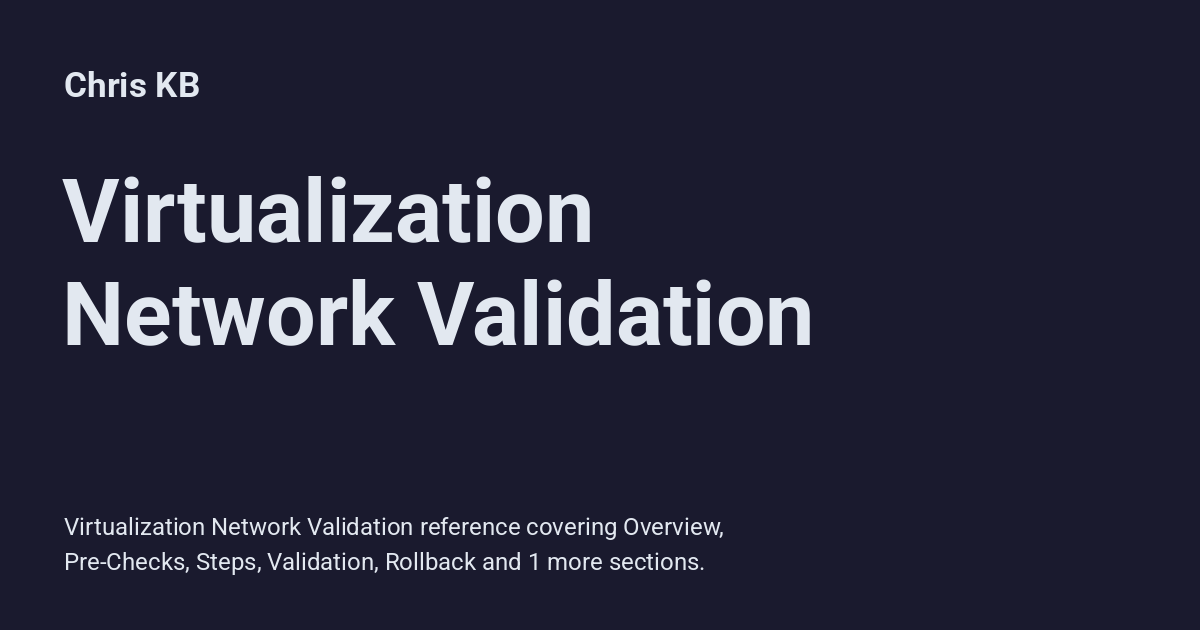 Chris KB
Virtualization
Network Validation
Virtualization Network Validation reference covering Overview,
Pre-Checks, Steps, Validation, Rollback and 1 more sections.